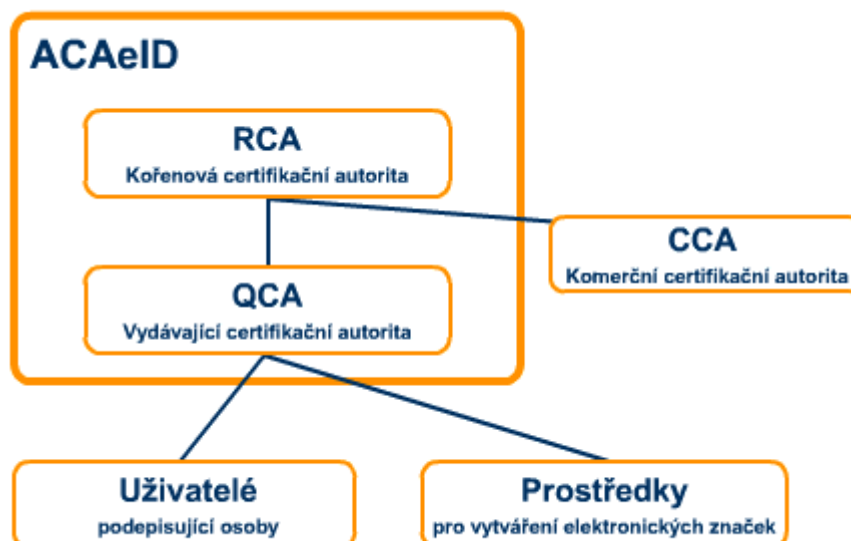 ACAeID
RCA
Kořenová certifikační autorita
CCA
Komerční certifikační autorita
QCA
Vydávající certifikační autorita
Uživatelé
podepisující osoby
Prostředky
pro vytváření elektronických značek